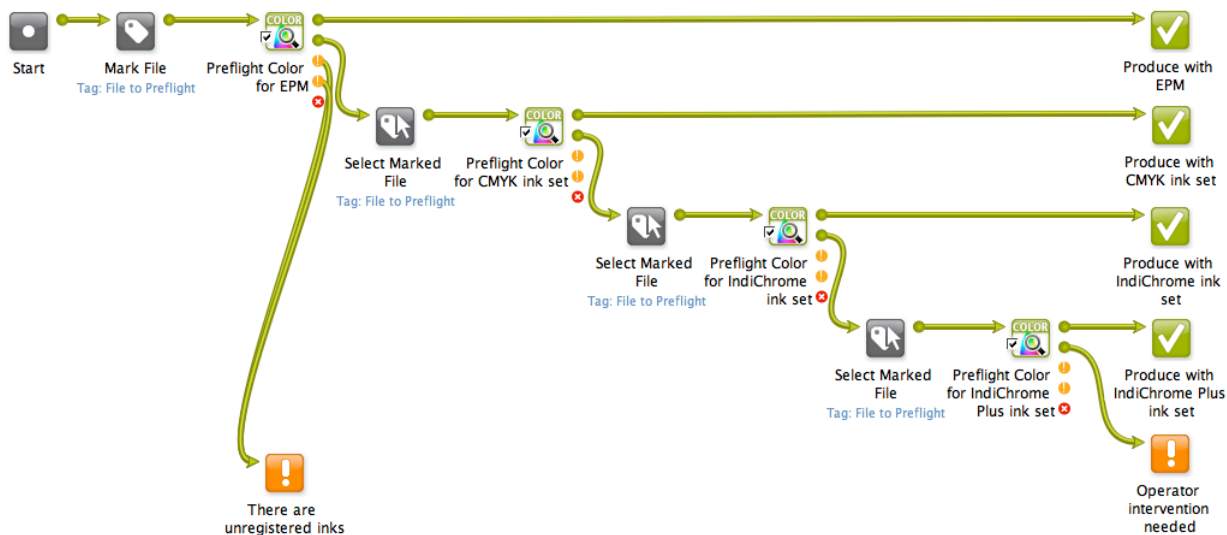 COLOR
Start
Mark File
Tag: File to Preflight
Preflight Color
for EPM
Produce with
EPM
COLOR
Select Marked
File
Tag: File to Preflight
Preflight Color
for CMYK ink set
Produce with
CMYK ink set
COLOR
Select Marked
File
Tag: File to Preflight
Preflight Color
for IndiChrome
ink set
Produce with
IndiChrome ink
set
COLOR
Select Marked
File
Tag: File to Preflight
Preflight Color
for IndiChrome
Plus ink set
Produce with
IndiChrome Plus
ink set
There are
unregistered inks
Operator
intervention
needed